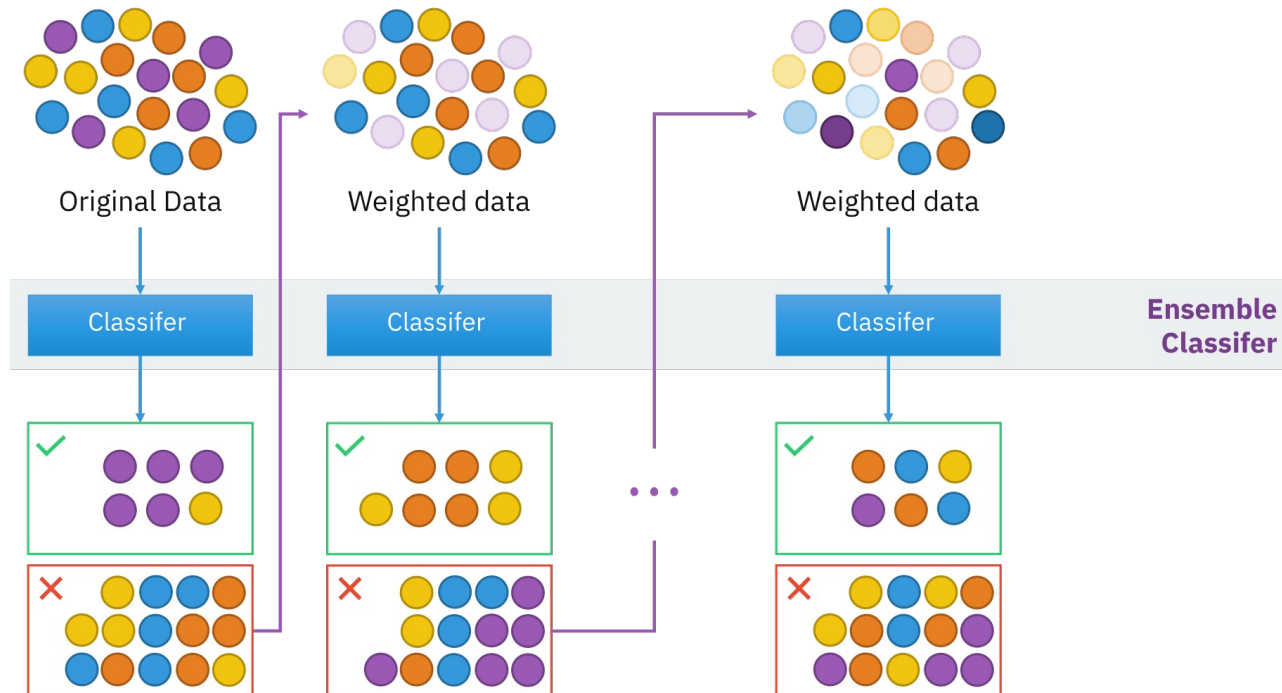 Original Data
Weighted data
Weighted data
Classifer
Classifer
Classifer
Ensemble
Classifer